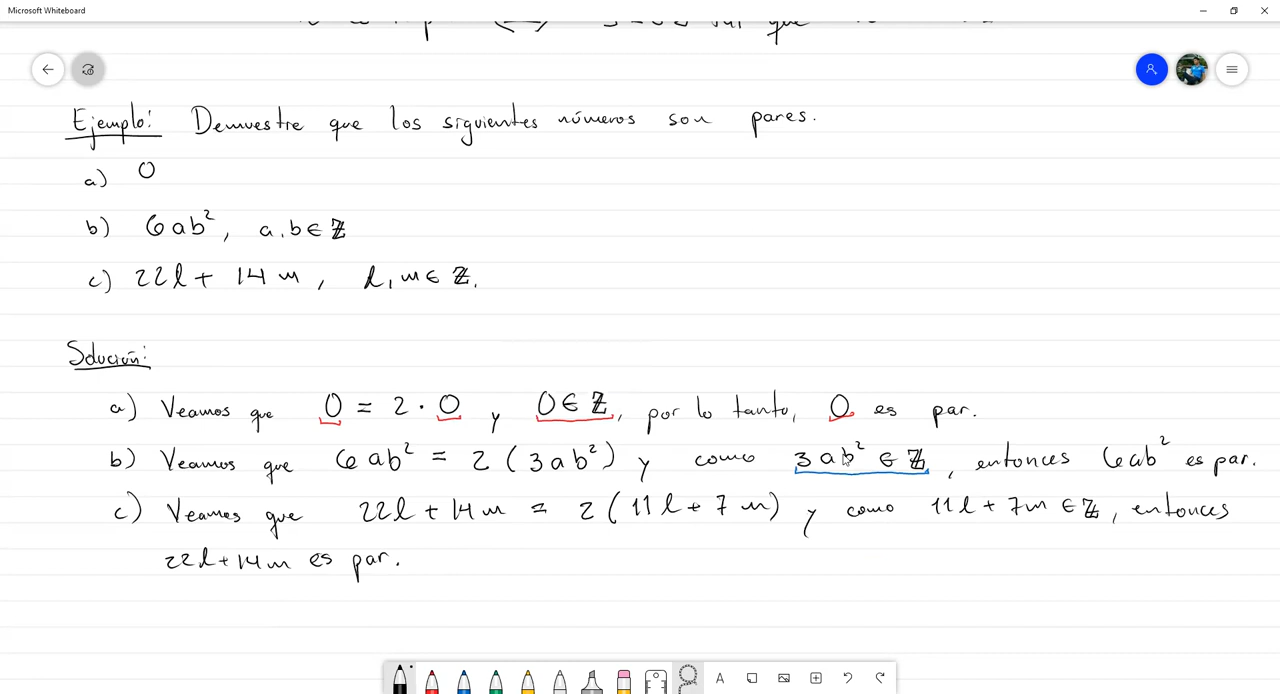 Microsoft Whiteboard
Ejemplo: Demuestre que los siguientes números son pares.
a) 0
b) 6ab², a,b ∈ ℤ
c) 22l + 14m, l,m ∈ ℤ.
Solución:
a) Veamos que 0 = 2 · 0 y 0 ∈ ℤ, por lo tanto, 0 es par.
b) Veamos que 6ab² = 2(3ab²) y como 3ab² ∈ ℤ, entonces 6ab² es par.
c) Veamos que 22l + 14m = 2(11l + 7m) y como 11l + 7m ∈ ℤ, entonces
22l+14m es par.
A